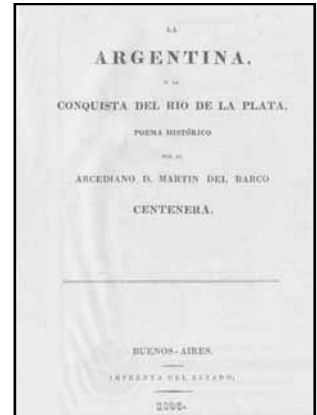 LA
ARGENTINA,
O LA
CONQUISTA DEL RIO DE LA PLATA,
POEMA HISTÓRICO
POR EL
ARCEDIANO D. MARTIN DEL BARCO
CENTENERA.
BUENOS-AIRES.
IMPRENTA DEL ESTADO,